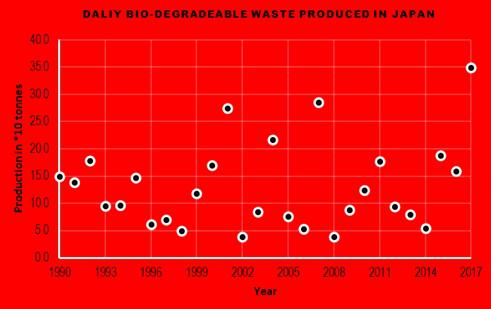 DALIY BIO-DEGRADEABLE WASTE PRODUCED IN JAPAN
Production in *10 tonnes
40.0
35.0
30.0
25.0
20.0
15.0
10.0
5.0
0.0
1990 1993 1996 1999 2002 2005 2008 2011 2014 2017
Year